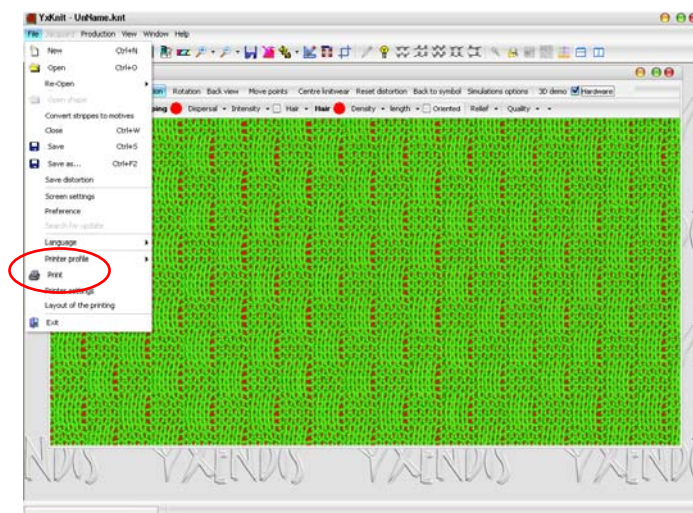 YxKnit - UnName.knt
File Jacquard Production View Window Help
New Ctrl+N
Open Ctrl+O
Re-Open
Open shape
Convert strippes to motives
Close Ctrl+W
Save Ctrl+S
Save as... Ctrl+F2
Save distortion
Screen settings
Preference
Search for update
Language
Printer profile
Print
Printer settings
Layout of the printing
Exit
Rotation Back view Move points Centre knitwear Reset distortion Back to symbol Simulations options 3D demo Hardware
Dispersal Intensity Hair Hair Density length Oriented Relief Quality
YXENDIS YXENDIS